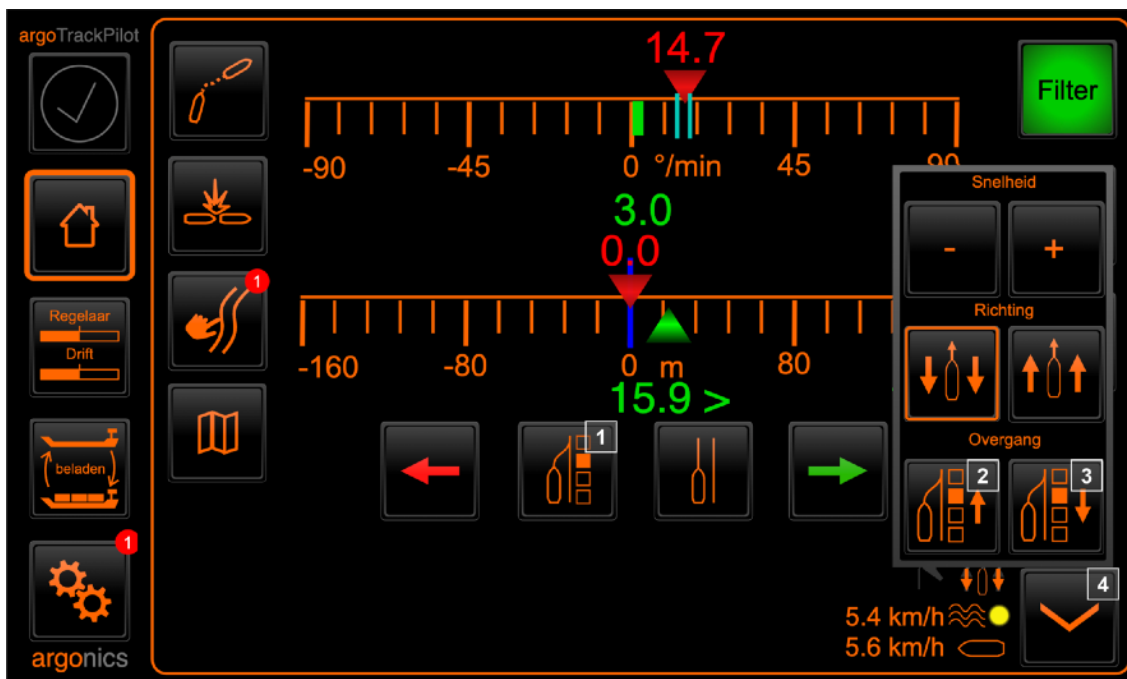 argoTrackPilot
14.7
Filter
-90 -45 0 °/min 45 90
Snelheid
- +
3.0
0.0
1
Regelaar
Drift
Richting
-160 -80 0 m 80
15.9 >
Overgang
1
2
3
beladen
1
4
5.4 km/h
5.6 km/h
argonics